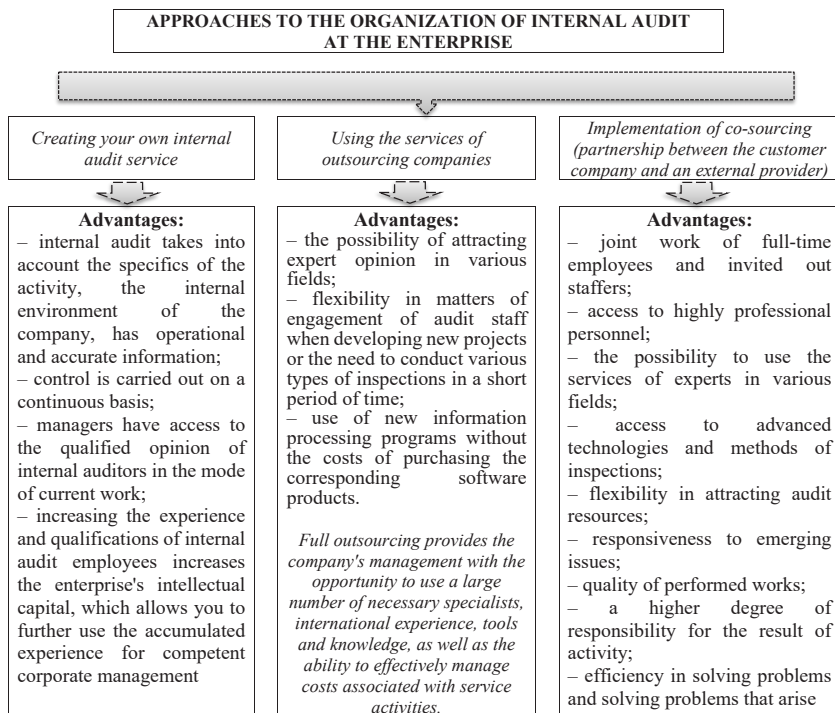 APPROACHES TO THE ORGANIZATION OF INTERNAL AUDIT
AT THE ENTERPRISE
Creating your own internal
audit service
Using the services of
outsourcing companies
Implementation of co-sourcing
(partnership between the customer
company and an external provider)
Advantages:
– internal audit takes into
account the specifics of the
activity, the internal
environment of the
company, has operational
and accurate information;
– control is carried out on a
continuous basis;
– managers have access to
the qualified opinion of
internal auditors in the mode
of current work;
– increasing the experience
and qualifications of internal
audit employees increases
the enterprise's intellectual
capital, which allows you to
further use the accumulated
experience for competent
corporate management
Advantages:
– the possibility of attracting
expert opinion in various
fields;
– flexibility in matters of
engagement of audit staff
when developing new projects
or the need to conduct various
types of inspections in a short
period of time;
– use of new information
processing programs without
the costs of purchasing the
corresponding software
products.
Full outsourcing provides the
company's management with the
opportunity to use a large
number of necessary specialists,
international experience, tools
and knowledge, as well as the
ability to effectively manage
costs associated with service
activities.
Advantages:
– joint work of full-time
employees and invited out
staffers;
– access to highly professional
personnel;
– the possibility to use the
services of experts in various
fields;
– access to advanced
technologies and methods of
inspections;
– flexibility in attracting audit
resources;
– responsiveness to emerging
issues;
– quality of performed works;
– a higher degree of
responsibility for the result of
activity;
– efficiency in solving problems
and solving problems that arise